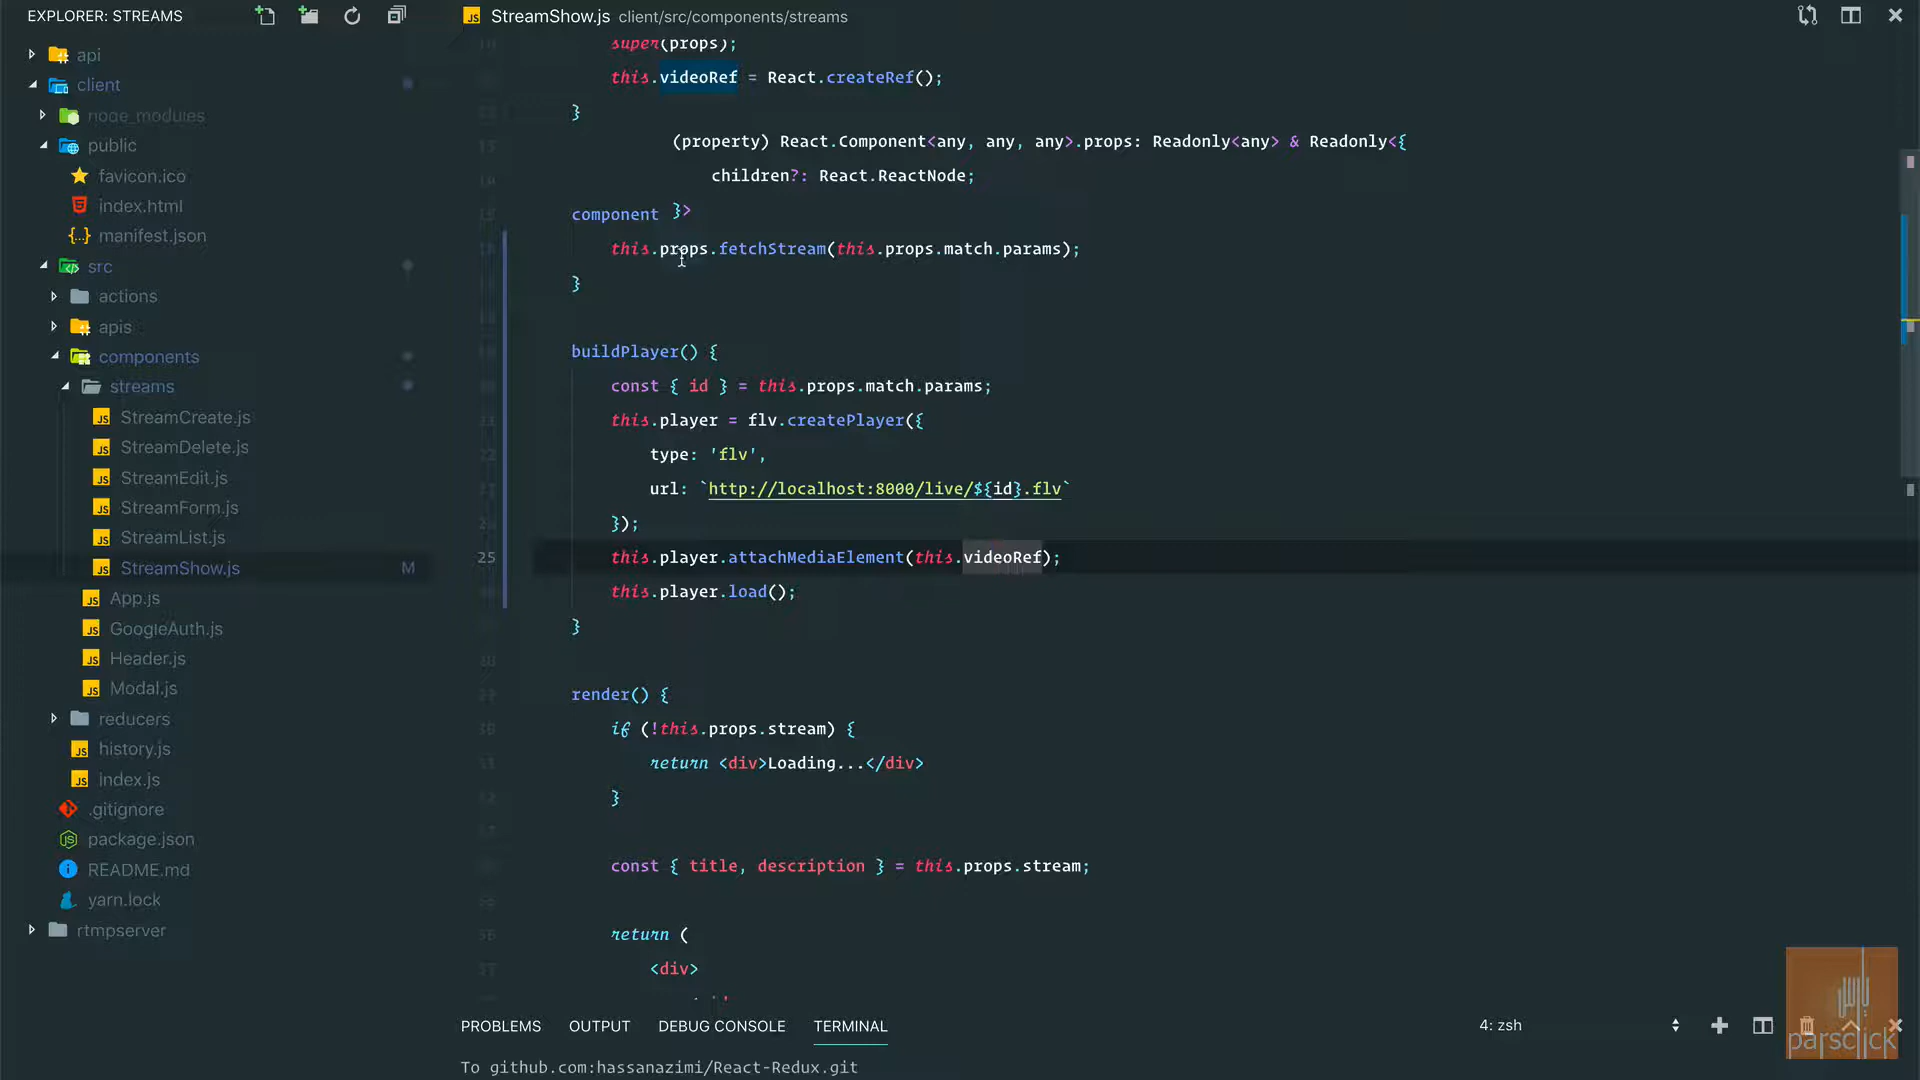 EXPLORER: STREAMS
api
client
node_modules
public
favicon.ico
index.html
manifest.json
src
actions
apis
components
streams
StreamCreate.js
StreamDelete.js
StreamEdit.js
StreamForm.js
StreamList.js
StreamShow.js M
App.js
GoogleAuth.js
Header.js
Modal.js
reducers
history.js
index.js
.gitignore
package.json
README.md
yarn.lock
rtmpserver
StreamShow.js client/src/components/streams
super(props);
this.videoRef = React.createRef();
}
(property) React.Component<any, any, any>.props: Readonly<any> & Readonly<{
children?: React.ReactNode;
component }>
this.props.fetchStream(this.props.match.params);
}
buildPlayer() {
const { id } = this.props.match.params;
this.player = flv.createPlayer({
type: 'flv',
url: `http://localhost:8000/live/${id}.flv`
});
25 this.player.attachMediaElement(this.videoRef);
this.player.load();
}
render() {
if (!this.props.stream) {
return <div>Loading...</div>
}
const { title, description } = this.props.stream;
return (
<div>
PROBLEMS OUTPUT DEBUG CONSOLE TERMINAL 4: zsh
To github.com:hassanazimi/React-Redux.git
parsclick